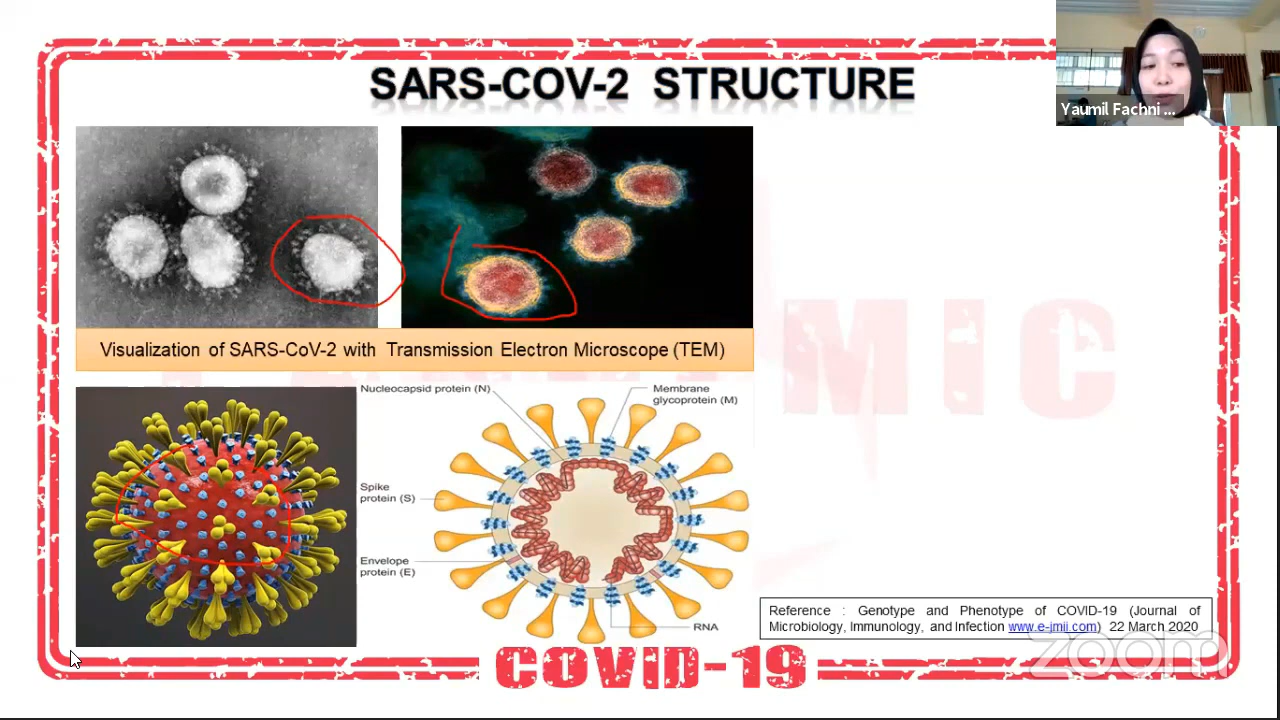 SARS-COV-2 STRUCTURE
Yaumil Fachni ...
Visualization of SARS-CoV-2 with Transmission Electron Microscope (TEM)
Nucleocapsid protein (N)
Membrane
glycoprotein (M)
Spike
protein (S)
Envelope
protein (E)
RNA
Reference : Genotype and Phenotype of COVID-19 (Journal of
Microbiology, Immunology, and Infection www.e-jmii.com) 22 March 2020
zoom
COVID-19